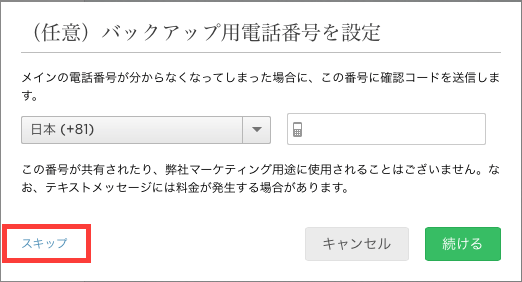 （任意）バックアップ用電話番号を設定
メインの電話番号が分からなくなってしまった場合に、この番号に確認コードを送信しま
す。
日本 (+81)
この番号が共有されたり、弊社マーケティング用途に使用されることはございません。な
お、テキストメッセージには料金が発生する場合があります。
スキップ キャンセル 続ける